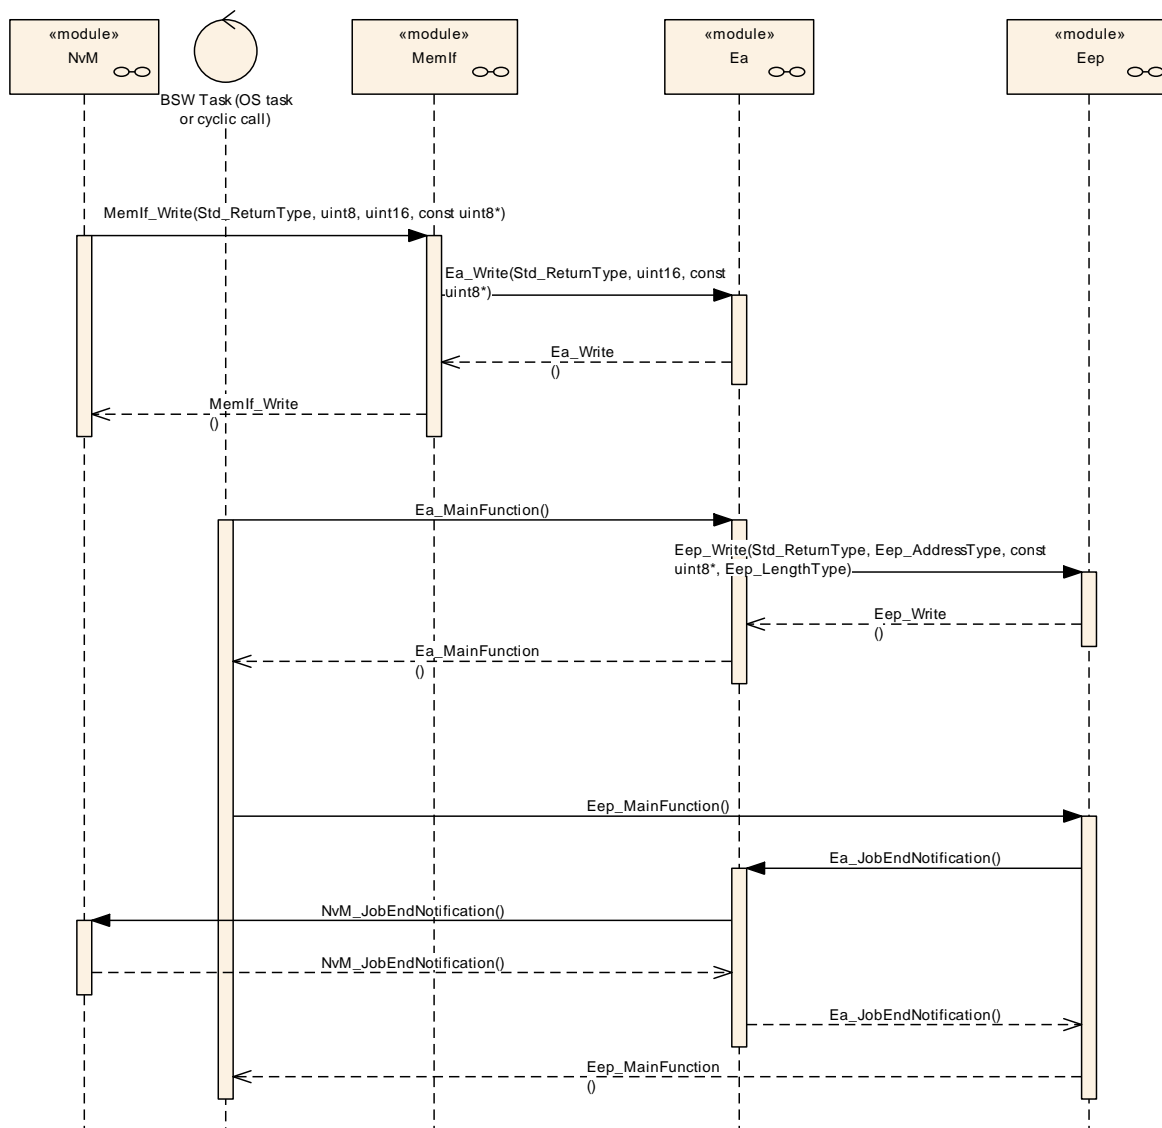 «module»
NvM
«module»
MemIf
«module»
Ea
«module»
Eep
BSW Task (OS task
or cyclic call)
MemIf_Write(Std_ReturnType, uint8, uint16, const uint8*)
Ea_Write(Std_ReturnType, uint16, const
uint8*)
Ea_Write
()
MemIf_Write
()
Ea_MainFunction()
Eep_Write(Std_ReturnType, Eep_AddressType, const
uint8*, Eep_LengthType)
Eep_Write
()
Ea_MainFunction
()
Eep_MainFunction()
Ea_JobEndNotification()
NvM_JobEndNotification()
NvM_JobEndNotification()
Ea_JobEndNotification()
Eep_MainFunction
()